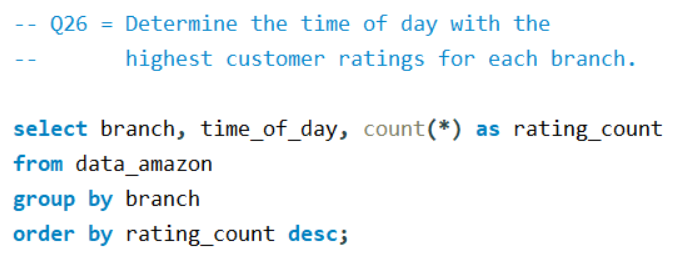 -- Q26 = Determine the time of day with the
--       highest customer ratings for each branch.
select branch, time_of_day, count(*) as rating_count
from data_amazon
group by branch
order by rating_count desc;